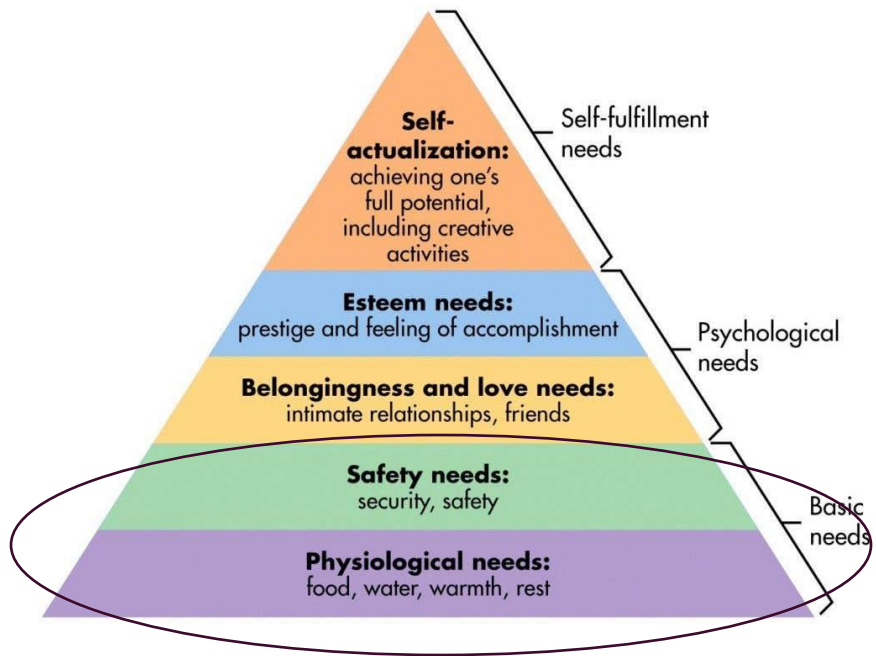 Self-
actualization:
achieving one's
full potential,
including creative
activities
Self-fulfillment
needs
Esteem needs:
prestige and feeling of accomplishment
Psychological
needs
Belongingness and love needs:
intimate relationships, friends
Safety needs:
security, safety
Basic
needs
Physiological needs:
food, water, warmth, rest